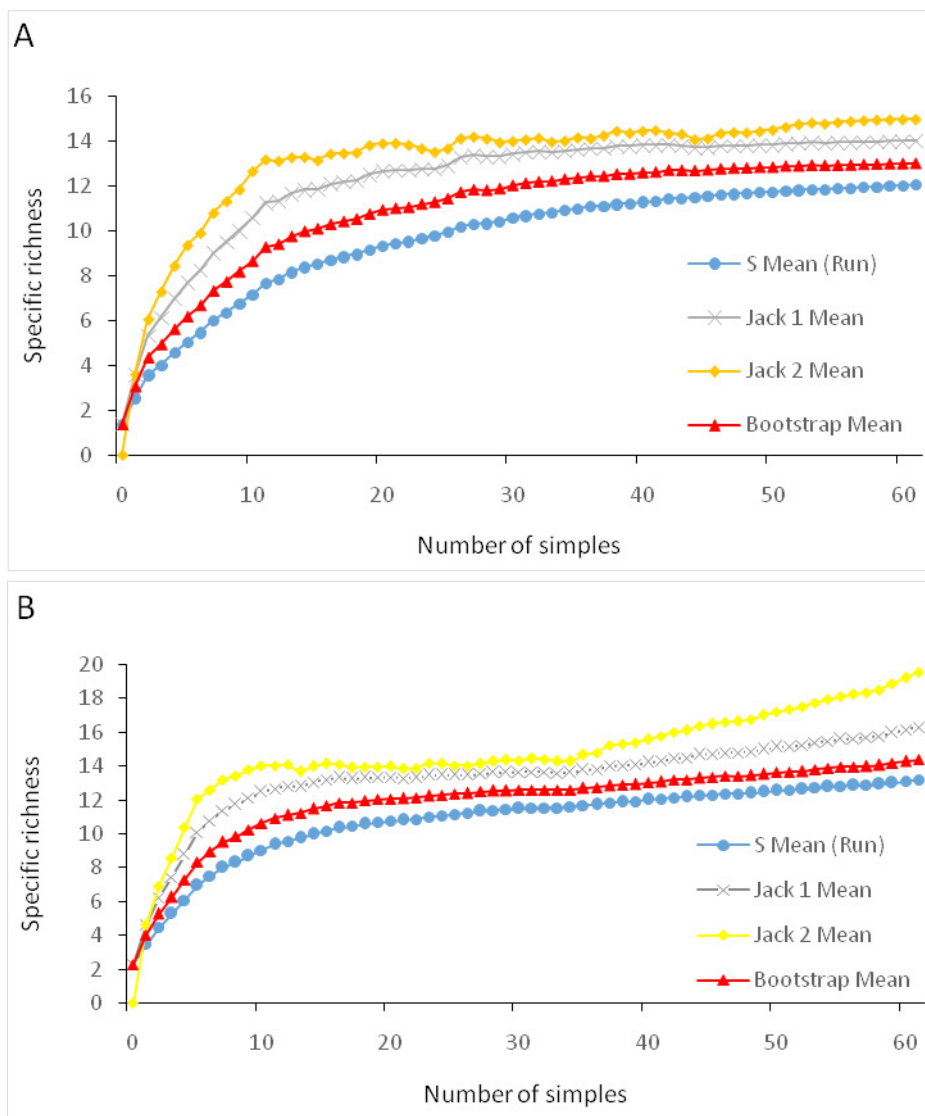 A
16
14
12
10
8
6
4
2
0
Specific richness
S Mean (Run)
Jack 1 Mean
Jack 2 Mean
Bootstrap Mean
0 10 20 30 40 50 60
Number of simples
B
20
18
16
14
12
10
8
6
4
2
0
Specific richness
S Mean (Run)
Jack 1 Mean
Jack 2 Mean
Bootstrap Mean
0 10 20 30 40 50 60
Number of simples